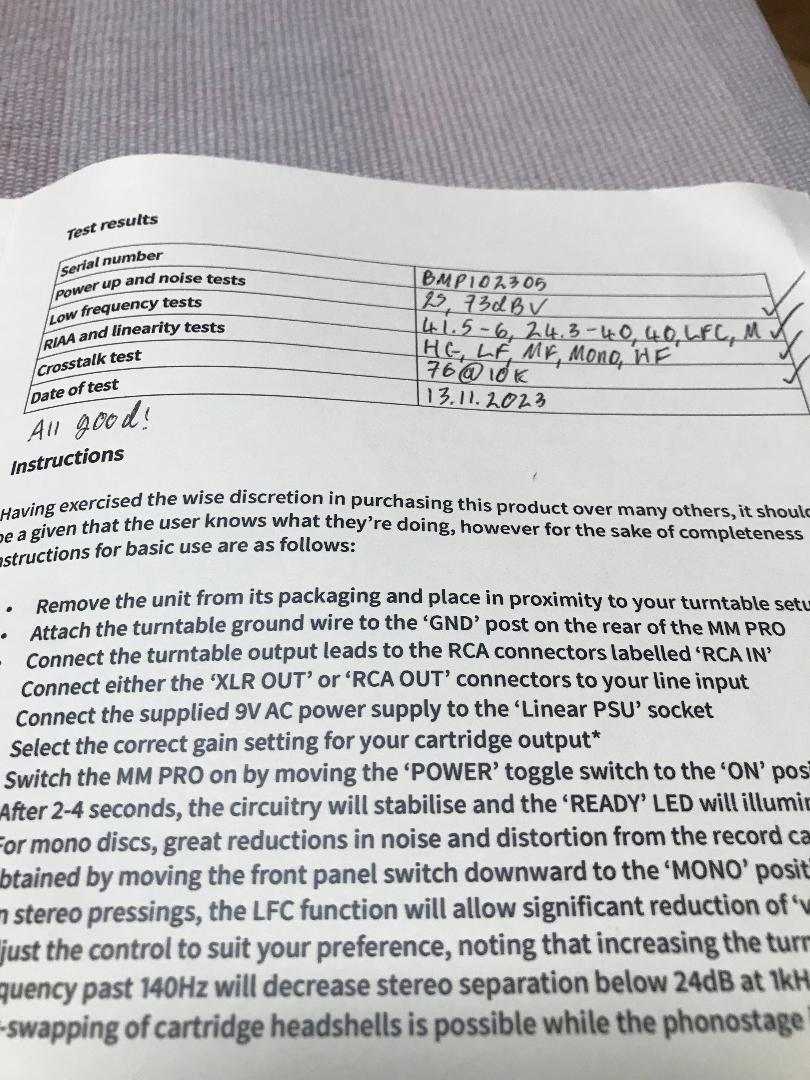 Test results
Serial number BMP102305
Power up and noise tests 22, 73dBV ✓
Low frequency tests 41.5-6, 24.3-40, 40, LFC, M ✓
RIAA and linearity tests HG, LF, MF, Mono, HF ✓
Crosstalk test 76@10K ✓
Date of test 13.11.2023
All good!
Instructions
Having exercised the wise discretion in purchasing this product over many others, it should
be a given that the user knows what they're doing, however for the sake of completeness
nstructions for basic use are as follows:
• Remove the unit from its packaging and place in proximity to your turntable setu
• Attach the turntable ground wire to the 'GND' post on the rear of the MM PRO
• Connect the turntable output leads to the RCA connectors labelled 'RCA IN'
Connect either the 'XLR OUT' or 'RCA OUT' connectors to your line input
Connect the supplied 9V AC power supply to the 'Linear PSU' socket
Select the correct gain setting for your cartridge output*
Switch the MM PRO on by moving the 'POWER' toggle switch to the 'ON' posi
After 2-4 seconds, the circuitry will stabilise and the 'READY' LED will illumin
For mono discs, great reductions in noise and distortion from the record ca
btained by moving the front panel switch downward to the 'MONO' posit
n stereo pressings, the LFC function will allow significant reduction of 'v
just the control to suit your preference, noting that increasing the turn
quency past 140Hz will decrease stereo separation below 24dB at 1kH
-swapping of cartridge headshells is possible while the phonostage